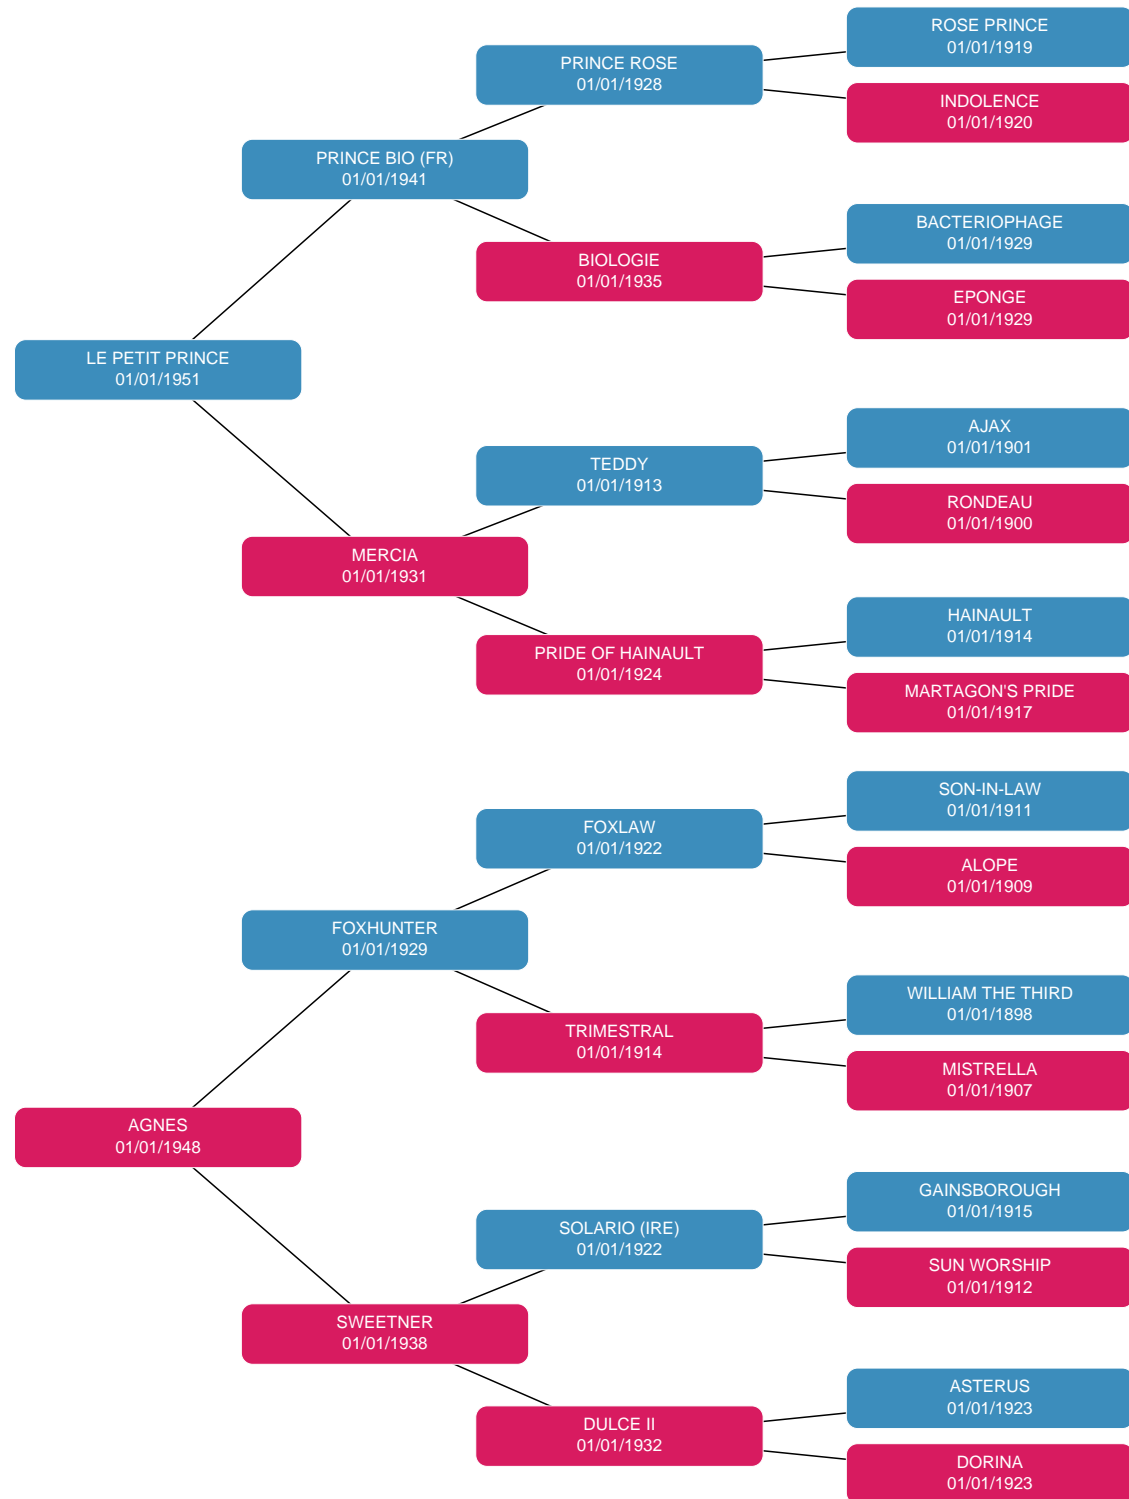 ROSE PRINCE
01/01/1919
PRINCE ROSE
01/01/1928
INDOLENCE
01/01/1920
PRINCE BIO (FR)
01/01/1941
BACTERIOPHAGE
01/01/1929
BIOLOGIE
01/01/1935
EPONGE
01/01/1929
LE PETIT PRINCE
01/01/1951
AJAX
01/01/1901
TEDDY
01/01/1913
RONDEAU
01/01/1900
MERCIA
01/01/1931
HAINAULT
01/01/1914
PRIDE OF HAINAULT
01/01/1924
MARTAGON'S PRIDE
01/01/1917
SON-IN-LAW
01/01/1911
FOXLAW
01/01/1922
ALOPE
01/01/1909
FOXHUNTER
01/01/1929
WILLIAM THE THIRD
01/01/1898
TRIMESTRAL
01/01/1914
MISTRELLA
01/01/1907
AGNES
01/01/1948
GAINSBOROUGH
01/01/1915
SOLARIO (IRE)
01/01/1922
SUN WORSHIP
01/01/1912
SWEETNER
01/01/1938
ASTERUS
01/01/1923
DULCE II
01/01/1932
DORINA
01/01/1923